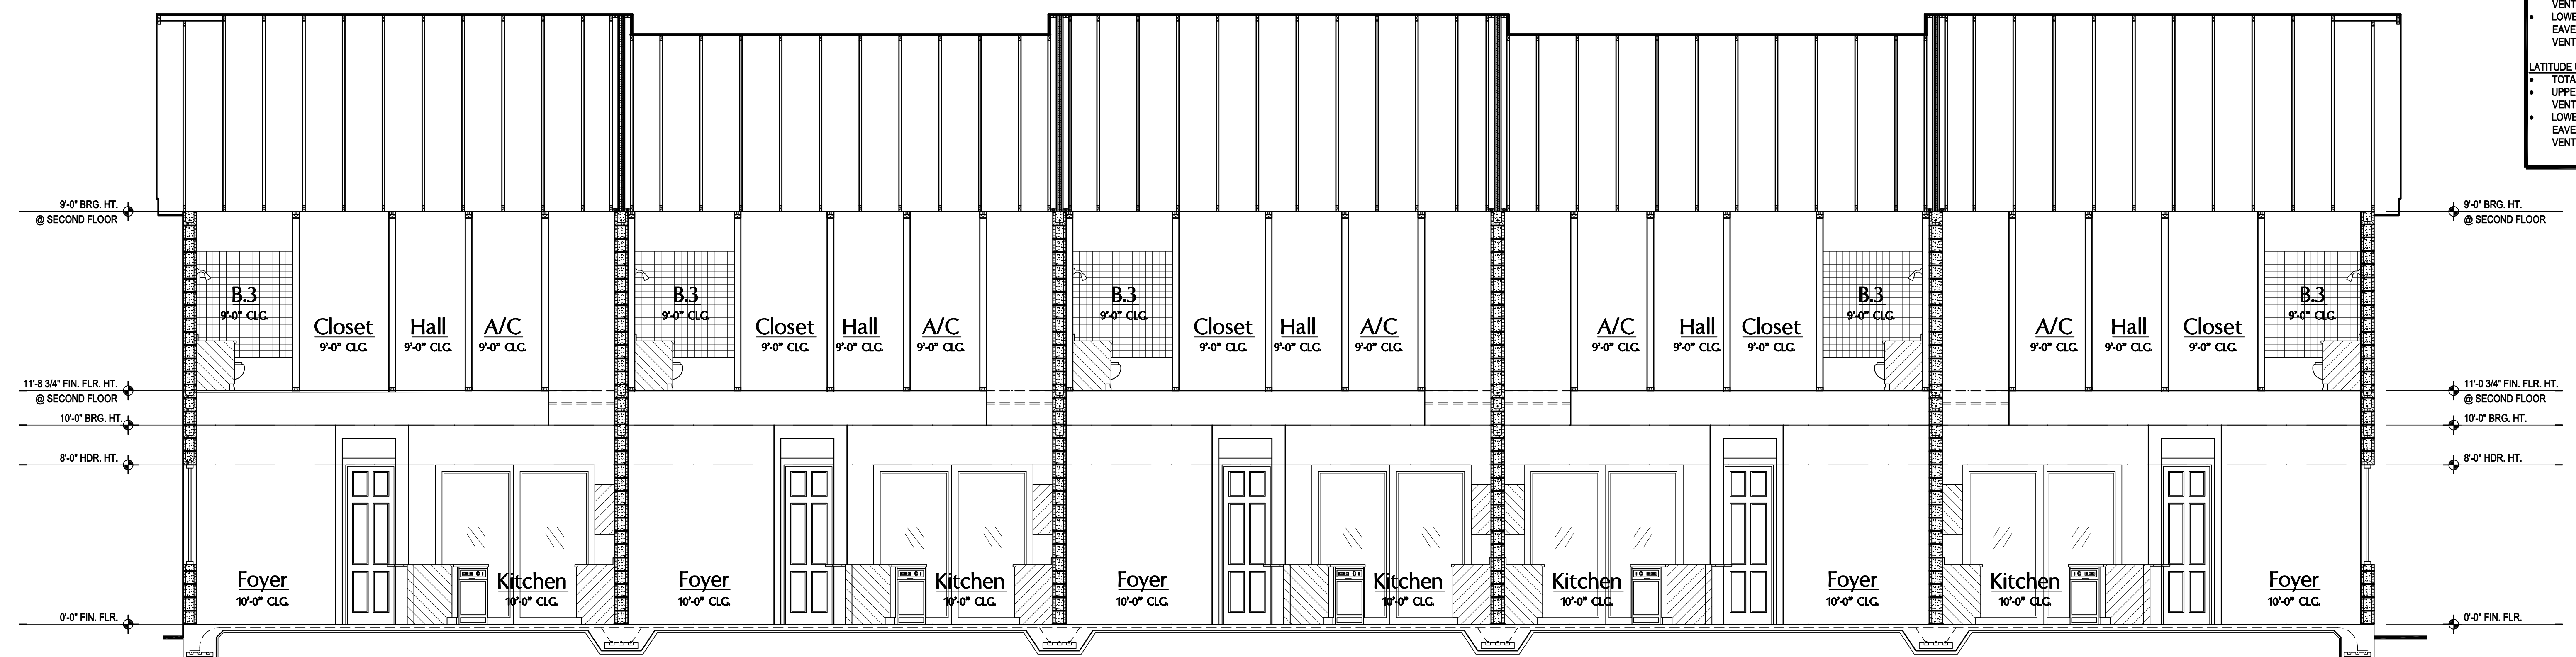 VENT
• LOWE
EAVE
VENT
LATITUDE
• TOTA
• UPPE
VENT
• LOWE
EAVE
VENT
9'-0" BRG. HT.
@ SECOND FLOOR
9'-0" BRG. HT.
@ SECOND FLOOR
B.3
9'-0" CLG.
B.3
9'-0" CLG.
B.3
9'-0" CLG.
B.3
9'-0" CLG.
B.3
9'-0" CLG.
Closet
9'-0" CLG.
Hall
9'-0" CLG.
A/C
9'-0" CLG.
Closet
9'-0" CLG.
Hall
9'-0" CLG.
A/C
9'-0" CLG.
Closet
9'-0" CLG.
Hall
9'-0" CLG.
A/C
9'-0" CLG.
A/C
9'-0" CLG.
Hall
9'-0" CLG.
Closet
9'-0" CLG.
A/C
9'-0" CLG.
Hall
9'-0" CLG.
Closet
9'-0" CLG.
11'-8 3/4" FIN. FLR. HT.
@ SECOND FLOOR
11'-0 3/4" FIN. FLR. HT.
@ SECOND FLOOR
10'-0" BRG. HT.
10'-0" BRG. HT.
8'-0" HDR. HT.
8'-0" HDR. HT.
Foyer
10'-0" CLG.
Kitchen
10'-0" CLG.
Foyer
10'-0" CLG.
Kitchen
10'-0" CLG.
Foyer
10'-0" CLG.
Kitchen
10'-0" CLG.
Kitchen
10'-0" CLG.
Foyer
10'-0" CLG.
Kitchen
10'-0" CLG.
Foyer
10'-0" CLG.
0'-0" FIN. FLR.
0'-0" FIN. FLR.